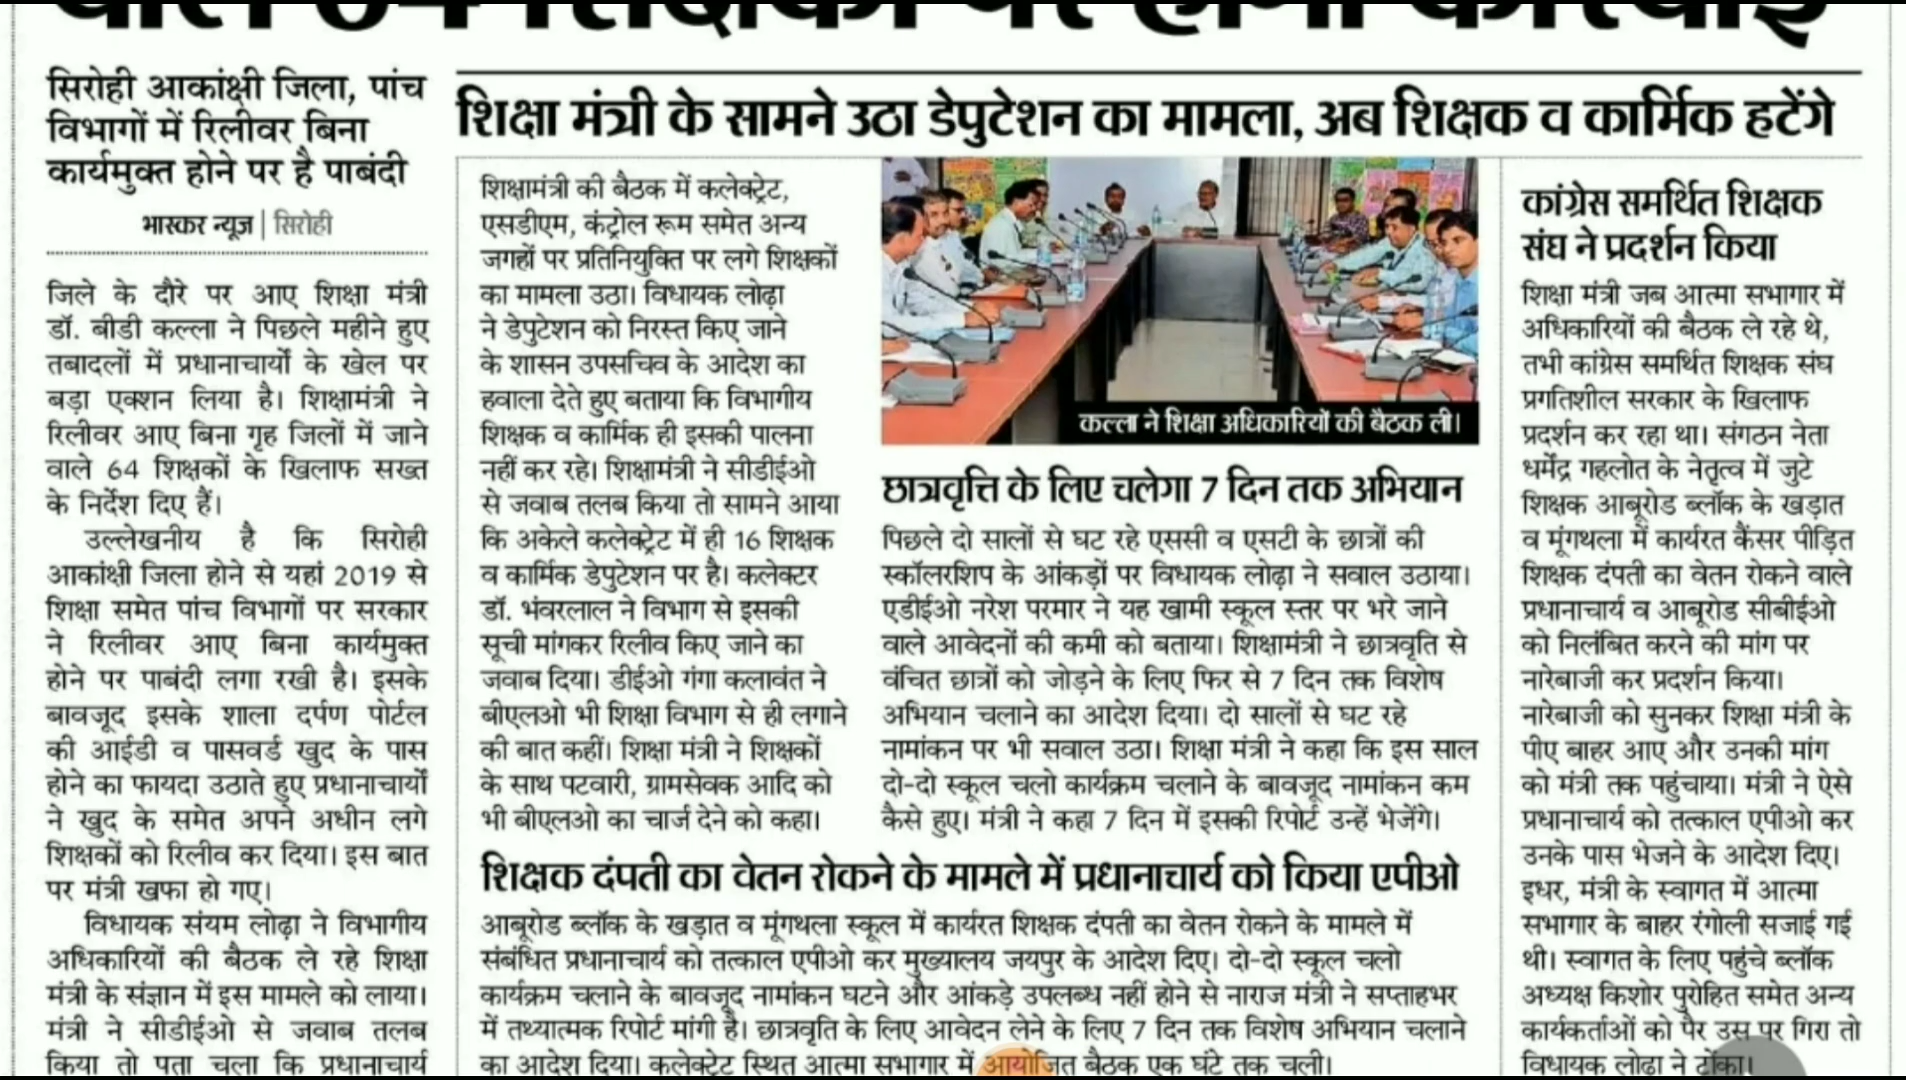 वाले 64 शिक्षकों पर होगी कार्रवाई
सिरोही आकांक्षी जिला, पांच
विभागों में रिलीवर बिना
कार्यमुक्त होने पर है पाबंदी
भास्कर न्यूज | सिरोही
जिले के दौरे पर आए शिक्षा मंत्री
डॉ. बीडी कल्ला ने पिछले महीने हुए
तबादलों में प्रधानाचार्यों के खेल पर
बड़ा एक्शन लिया है। शिक्षामंत्री ने
रिलीवर आए बिना गृह जिलों में जाने
वाले 64 शिक्षकों के खिलाफ सख्त
के निर्देश दिए हैं।
उल्लेखनीय है कि सिरोही
आकांक्षी जिला होने से यहां 2019 से
शिक्षा समेत पांच विभागों पर सरकार
ने रिलीवर आए बिना कार्यमुक्त
होने पर पाबंदी लगा रखी है। इसके
बावजूद इसके शाला दर्पण पोर्टल
की आईडी व पासवर्ड खुद के पास
होने का फायदा उठाते हुए प्रधानाचार्यों
ने खुद के समेत अपने अधीन लगे
शिक्षकों को रिलीव कर दिया। इस बात
पर मंत्री खफा हो गए।
विधायक संयम लोढ़ा ने विभागीय
अधिकारियों की बैठक ले रहे शिक्षा
मंत्री के संज्ञान में इस मामले को लाया।
मंत्री ने सीडीईओ से जवाब तलब
किया तो पता चला कि प्रधानाचार्य
शिक्षा मंत्री के सामने उठा डेपुटेशन का मामला, अब शिक्षक व कार्मिक हटेंगे
शिक्षामंत्री की बैठक में कलेक्ट्रेट,
एसडीएम, कंट्रोल रूम समेत अन्य
जगहों पर प्रतिनियुक्ति पर लगे शिक्षकों
का मामला उठा। विधायक लोढ़ा
ने डेपुटेशन को निरस्त किए जाने
के शासन उपसचिव के आदेश का
हवाला देते हुए बताया कि विभागीय
शिक्षक व कार्मिक ही इसकी पालना
नहीं कर रहे। शिक्षामंत्री ने सीडीईओ
से जवाब तलब किया तो सामने आया
कि अकेले कलेक्ट्रेट में ही 16 शिक्षक
व कार्मिक डेपुटेशन पर है। कलेक्टर
डॉ. भंवरलाल ने विभाग से इसकी
सूची मांगकर रिलीव किए जाने का
जवाब दिया। डीईओ गंगा कलावंत ने
बीएलओ भी शिक्षा विभाग से ही लगाने
की बात कहीं। शिक्षा मंत्री ने शिक्षकों
के साथ पटवारी, ग्रामसेवक आदि को
भी बीएलओ का चार्ज देने को कहा।
कल्ला ने शिक्षा अधिकारियों की बैठक ली।
छात्रवृत्ति के लिए चलेगा 7 दिन तक अभियान
पिछले दो सालों से घट रहे एससी व एसटी के छात्रों की
स्कॉलरशिप के आंकड़ों पर विधायक लोढ़ा ने सवाल उठाया।
एडीईओ नरेश परमार ने यह खामी स्कूल स्तर पर भरे जाने
वाले आवेदनों की कमी को बताया। शिक्षामंत्री ने छात्रवृति से
वंचित छात्रों को जोड़ने के लिए फिर से 7 दिन तक विशेष
अभियान चलाने का आदेश दिया। दो सालों से घट रहे
नामांकन पर भी सवाल उठा। शिक्षा मंत्री ने कहा कि इस साल
दो-दो स्कूल चलो कार्यक्रम चलाने के बावजूद नामांकन कम
कैसे हुए। मंत्री ने कहा 7 दिन में इसकी रिपोर्ट उन्हें भेजेंगे।
शिक्षक दंपती का वेतन रोकने के मामले में प्रधानाचार्य को किया एपीओ
आबूरोड ब्लॉक के खड़ात व मूंगथला स्कूल में कार्यरत शिक्षक दंपती का वेतन रोकने के मामले में
संबंधित प्रधानाचार्य को तत्काल एपीओ कर मुख्यालय जयपुर के आदेश दिए। दो-दो स्कूल चलो
कार्यक्रम चलाने के बावजूद नामांकन घटने और आंकड़े उपलब्ध नहीं होने से नाराज मंत्री ने सप्ताहभर
में तथ्यात्मक रिपोर्ट मांगी है। छात्रवृति के लिए आवेदन लेने के लिए 7 दिन तक विशेष अभियान चलाने
का आदेश दिया। कलेक्टेट स्थित आत्मा सभागार में आयोजित बैठक एक घंटे तक चली।
कांग्रेस समर्थित शिक्षक
संघ ने प्रदर्शन किया
शिक्षा मंत्री जब आत्मा सभागार में
अधिकारियों की बैठक ले रहे थे,
तभी कांग्रेस समर्थित शिक्षक संघ
प्रगतिशील सरकार के खिलाफ
प्रदर्शन कर रहा था। संगठन नेता
धर्मेंद्र गहलोत के नेतृत्व में जुटे
शिक्षक आबूरोड ब्लॉक के खड़ात
व मूंगथला में कार्यरत कैंसर पीड़ित
शिक्षक दंपती का वेतन रोकने वाले
प्रधानाचार्य व आबूरोड सीबीईओ
को निलंबित करने की मांग पर
नारेबाजी कर प्रदर्शन किया।
नारेबाजी को सुनकर शिक्षा मंत्री के
पीए बाहर आए और उनकी मांग
को मंत्री तक पहुंचाया। मंत्री ने ऐसे
प्रधानाचार्य को तत्काल एपीओ कर
उनके पास भेजने के आदेश दिए।
इधर, मंत्री के स्वागत में आत्मा
सभागार के बाहर रंगोली सजाई गई
थी। स्वागत के लिए पहुंचे ब्लॉक
अध्यक्ष किशोर पुरोहित समेत अन्य
कार्यकर्ताओं को पैर उस पर गिरा तो
विधायक लोढा ने टोंका।